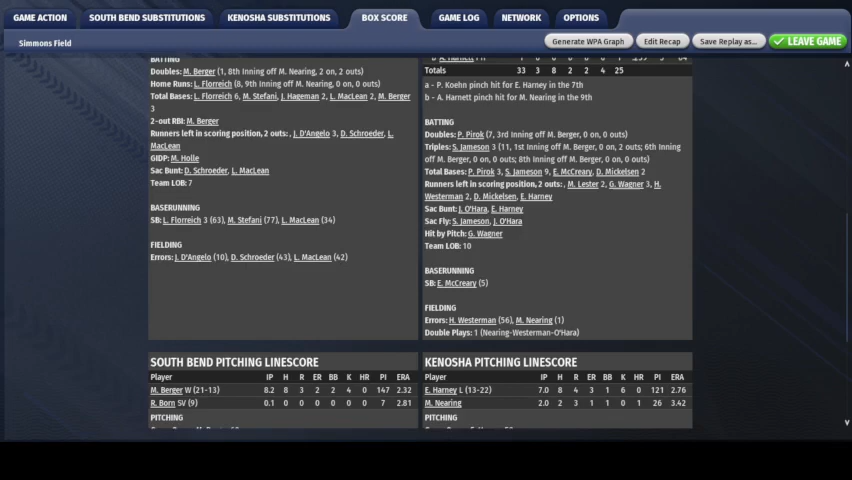 GAME ACTION
SOUTH BEND SUBSTITUTIONS
KENOSHA SUBSTITUTIONS
BOX SCORE
GAME LOG
NETWORK
OPTIONS
Simmons Field
Generate WPA Graph
Edit Recap
Save Replay as...
LEAVE GAME
BATTING
Doubles: M. Berger (1, 8th Inning off M. Nearing, 2 on, 2 outs)
Home Runs: L. Florreich (8, 9th Inning off M. Nearing, 0 on, 0 outs)
Total Bases: L. Florreich 6, M. Stefani, J. Hageman 2, L. MacLean 2, M. Berger
3
2-out RBI: M. Berger
Runners left in scoring position, 2 outs: , J. D'Angelo 3, D. Schroeder, L.
MacLean
GIDP: M. Holle
Sac Bunt: D. Schroeder, L. MacLean
Team LOB: 7
BASERUNNING
SB: L. Florreich 3 (63), M. Stefani (77), L. MacLean (34)
FIELDING
Errors: J. D'Angelo (10), D. Schroeder (43), L. MacLean (42)
Totals 33 3 8 2 2 4 25
a - P. Koehn pinch hit for E. Harney in the 7th
b - A. Harnett pinch hit for M. Nearing in the 9th
BATTING
Doubles: P. Pirok (7, 3rd Inning off M. Berger, 0 on, 0 outs)
Triples: S. Jameson 3 (11, 1st Inning off M. Berger, 0 on, 2 outs; 6th Inning
off M. Berger, 0 on, 0 outs; 8th Inning off M. Berger, 0 on, 0 outs)
Total Bases: P. Pirok 3, S. Jameson 9, E. McCreary, D. Mickelsen 2
Runners left in scoring position, 2 outs: , M. Lester 2, G. Wagner 3, H.
Westerman 2, D. Mickelsen, E. Harney
Sac Bunt: J. O'Hara, E. Harney
Sac Fly: S. Jameson, J. O'Hara
Hit by Pitch: G. Wagner
Team LOB: 10
BASERUNNING
SB: E. McCreary (5)
FIELDING
Errors: H. Westerman (56), M. Nearing (1)
Double Plays: 1 (Nearing-Westerman-O'Hara)
SOUTH BEND PITCHING LINESCORE
Player IP H R ER BB K HR PI ERA
M. Berger W (21-13) 8.2 8 3 2 2 4 0 147 2.32
R. Born SV (9) 0.1 0 0 0 0 0 0 7 2.81
PITCHING
KENOSHA PITCHING LINESCORE
Player IP H R ER BB K HR PI ERA
E. Harney L (13-22) 7.0 8 4 3 1 6 0 121 2.76
M. Nearing 2.0 2 3 1 1 0 1 26 3.42
PITCHING